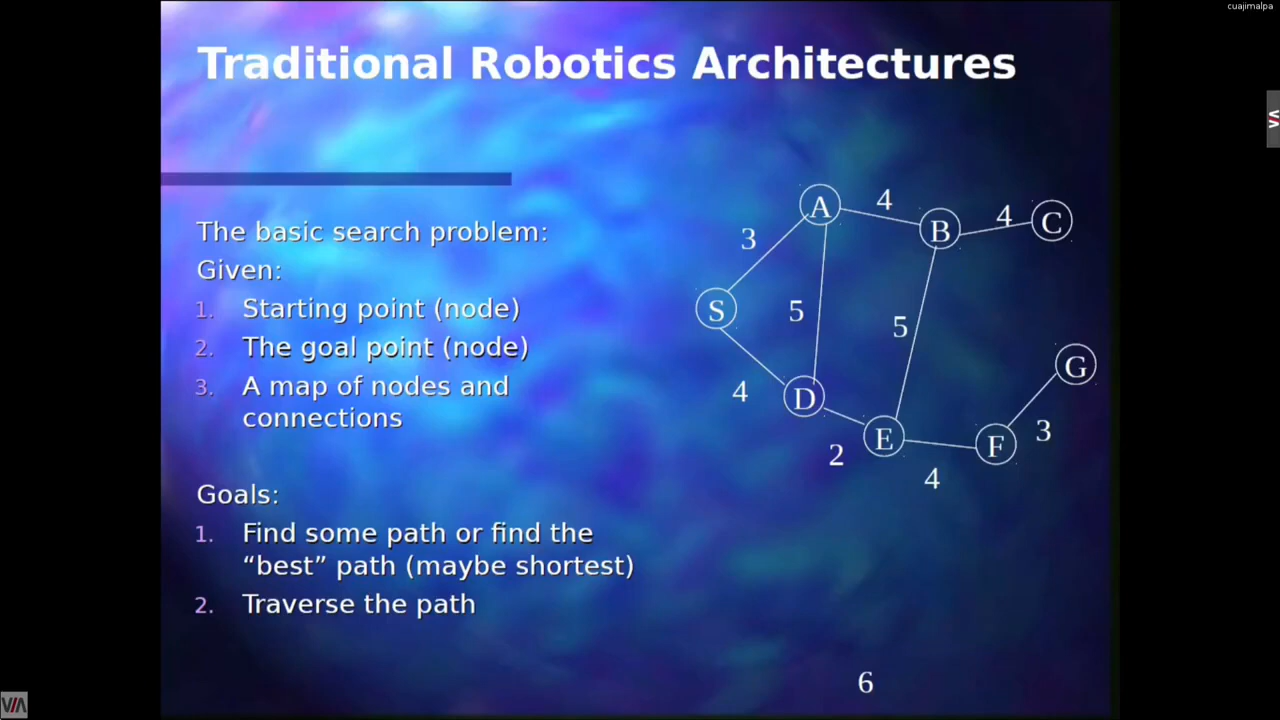 cuajimalpa
Traditional Robotics Architectures
The basic search problem:
Given:
1. Starting point (node)
2. The goal point (node)
3. A map of nodes and
connections
Goals:
1. Find some path or find the
“best” path (maybe shortest)
2. Traverse the path
A
4
B
4
C
3
S
5
5
G
4
D
E
F
3
2
4
6
VIA